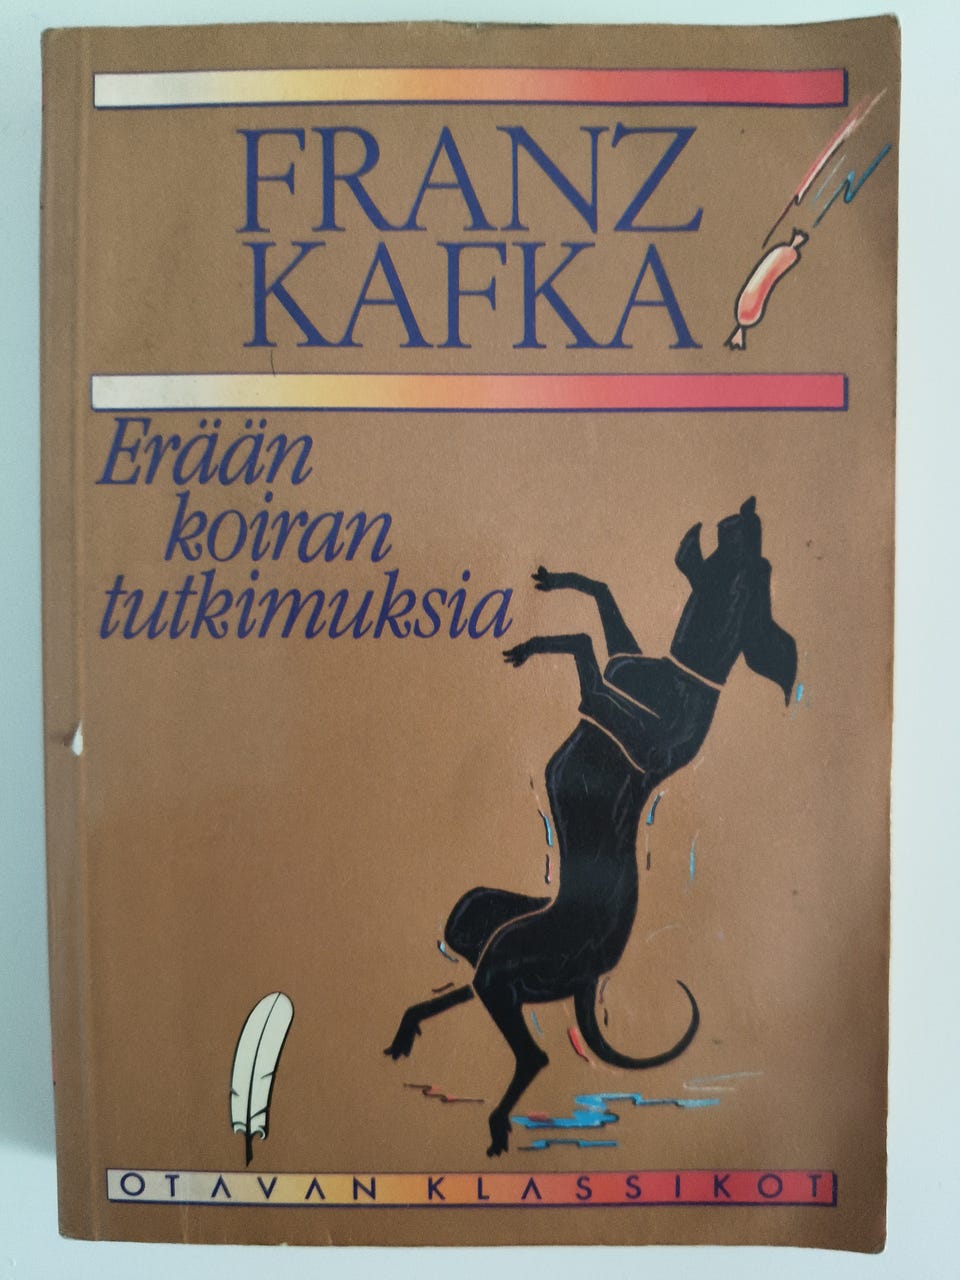 FRANZ
KAFKA
Erään
koiran
tutkimuksia
OTAVAN KLASSIKOT